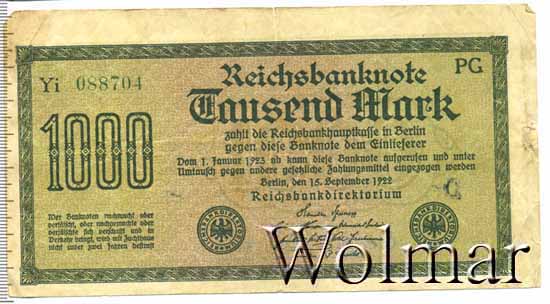 Yi 088704
PG
Reichsbanknote
Tausend Mark
1000
zahlt die Reichsbankhauptkasse in Berlin
gegen diese Banknote dem Einlieferer
Vom 1. Januar 1923 ab kann diese Banknote aufgerufen und unter
Umtausch gegen andere gesetzliche Zahlungsmittel eingezogen werden
Berlin, den 15. September 1922
Reichsbankdirektorium
Wer Banknoten nachmacht oder
verfälscht, oder nachgemachte oder
verfälschte sich verschafft und in
Verkehr bringt, wird mit Zuchthaus
nicht unter zwei Jahren bestraft
Wolmar